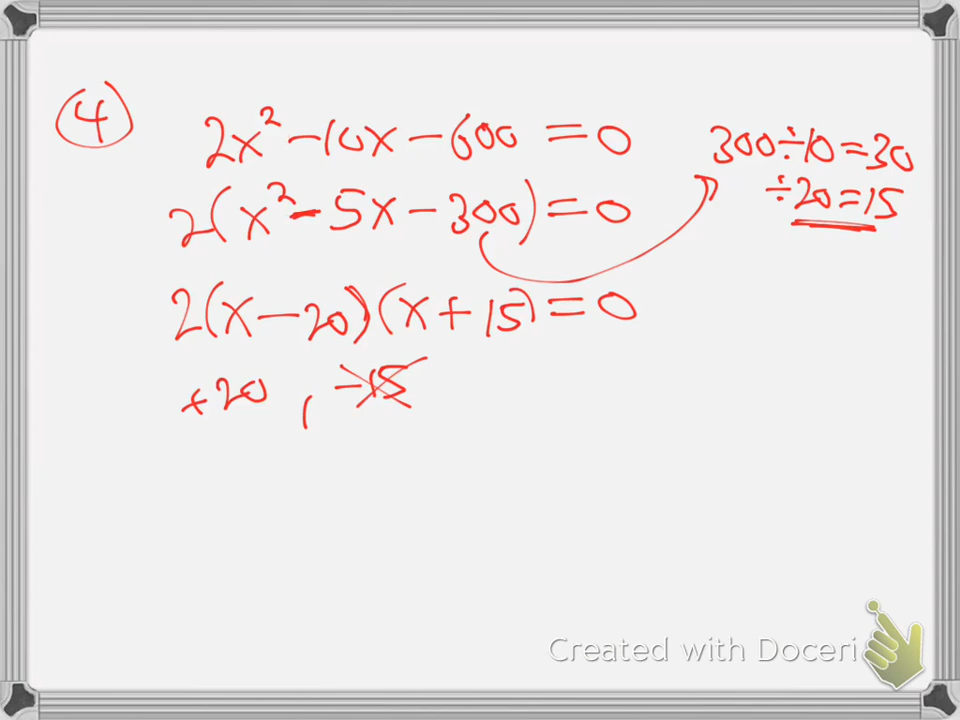 ④ 2x² - 10x - 600 = 0
300 ÷ 10 = 30
÷ 20 = 15
2(x² - 5x - 300) = 0
2(x - 20)(x + 15) = 0
+20 , -15
Created with Doceri